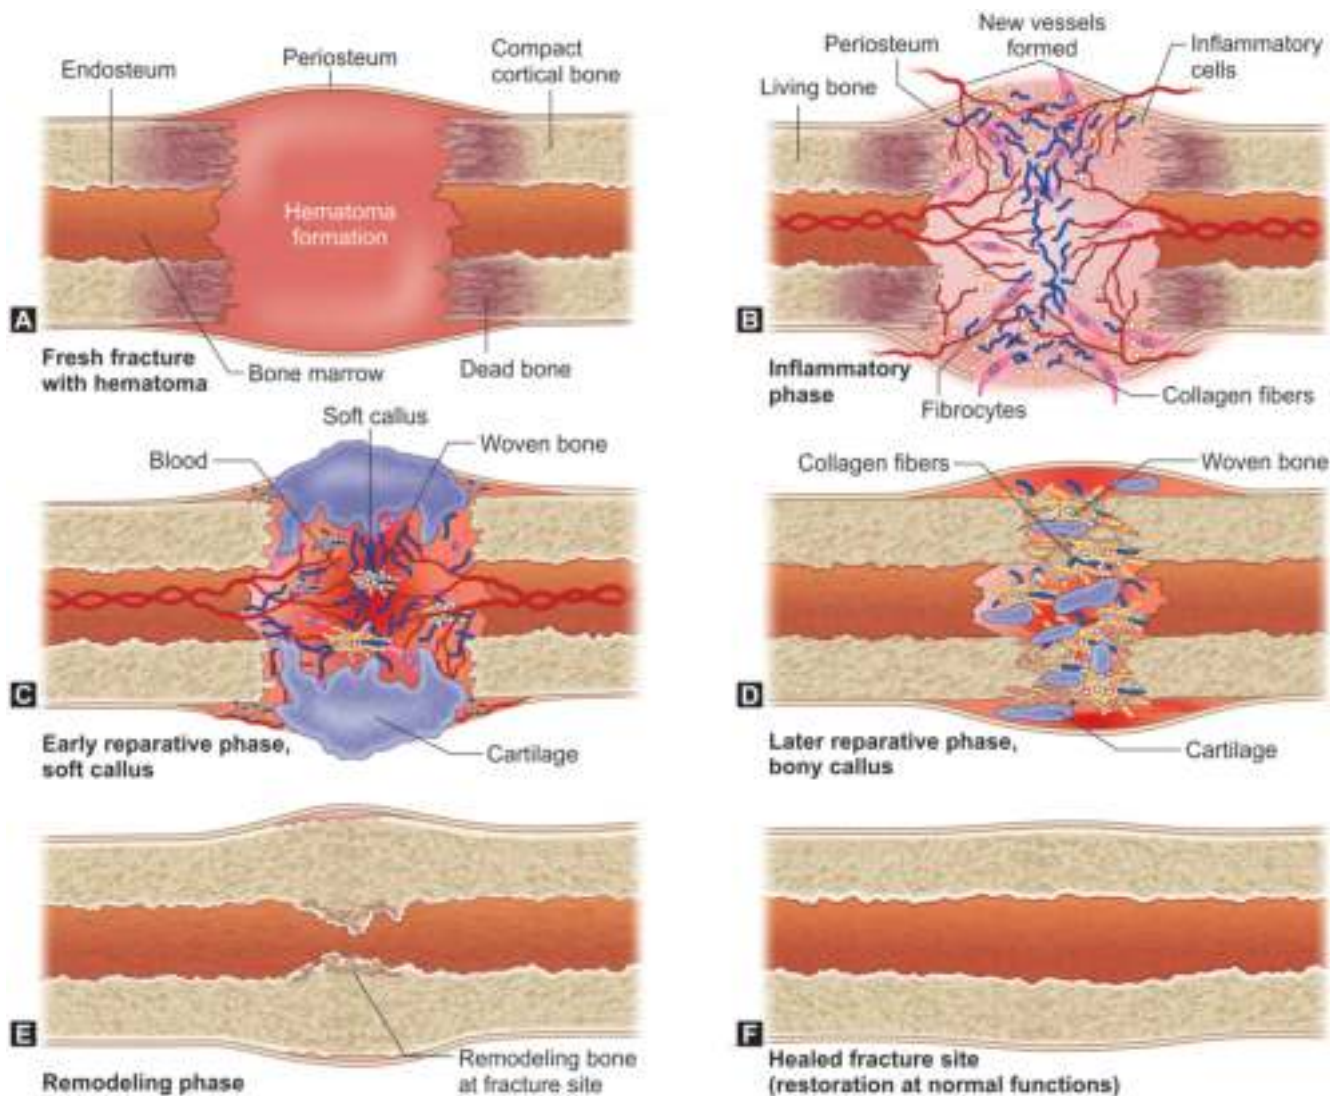 Endosteum
Periosteum
Compact
cortical bone
Hematoma
formation
A
Fresh fracture
with hematoma
Bone marrow
Dead bone
New vessels
formed
Periosteum
Inflammatory
cells
Living bone
B
Inflammatory
phase
Fibrocytes
Collagen fibers
Soft callus
Blood
Woven bone
C
Early reparative phase,
soft callus
Cartilage
Collagen fibers
Woven bone
D
Later reparative phase,
bony callus
Cartilage
E
Remodeling phase
Remodeling bone
at fracture site
F
Healed fracture site
(restoration at normal functions)